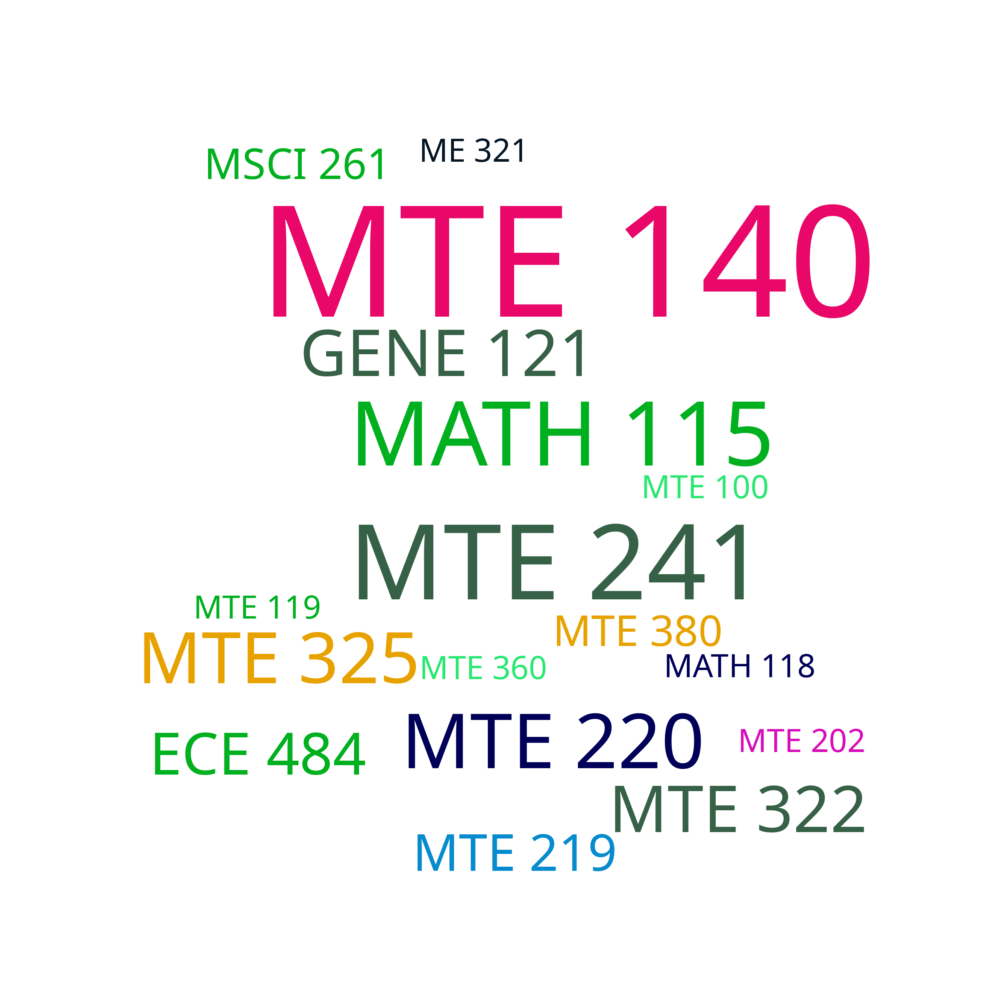 MSCI 261
ME 321
MTE 140
GENE 121
MATH 115
MTE 100
MTE 241
MTE 119
MTE 380
MTE 325
MTE 360
MATH 118
MTE 220
MTE 202
ECE 484
MTE 322
MTE 219